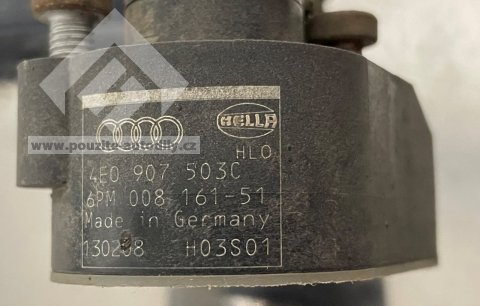 HELLA
HLO
www.pouzite-autodily.cz
4E0 907 503C
6PM 008 161-51
Made in Germany
130208 H03S01